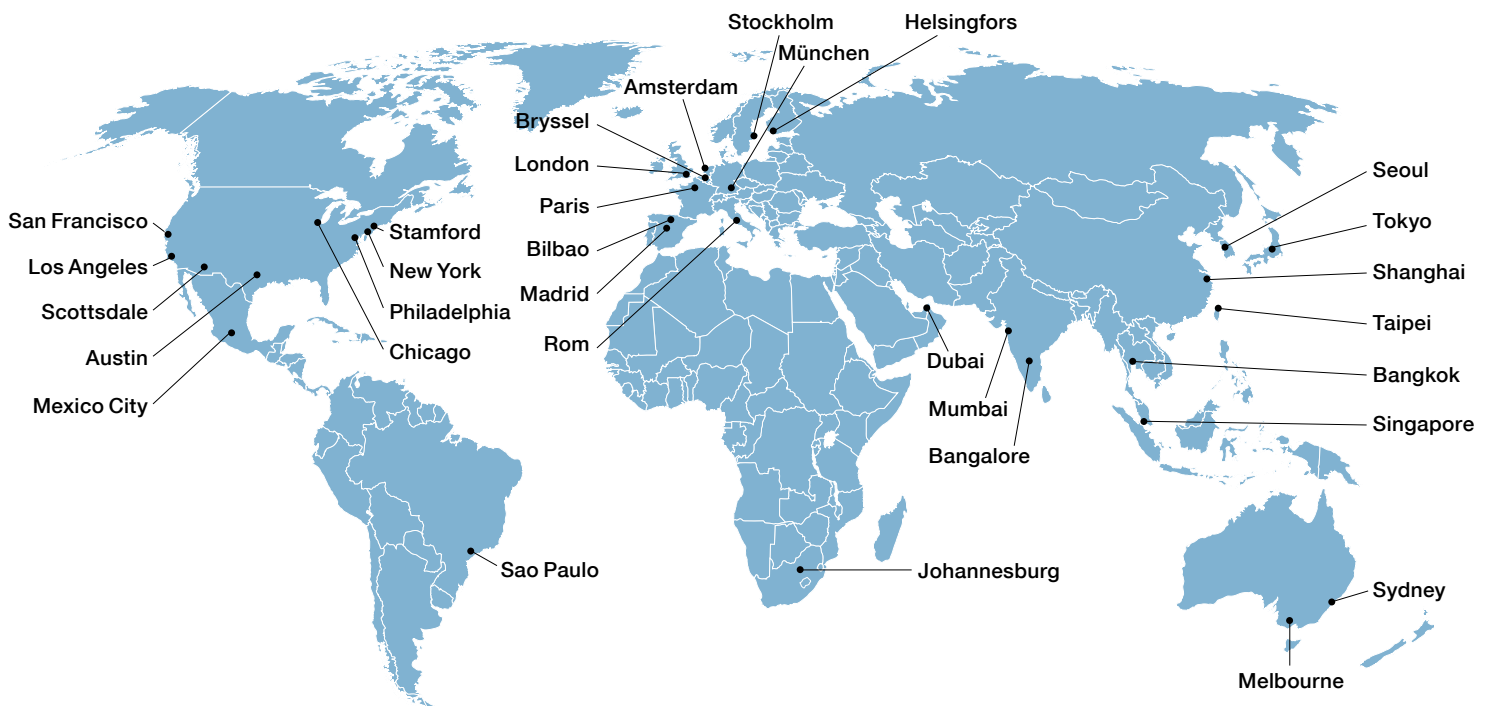 Stockholm
Helsingfors
München
Amsterdam
Bryssel
London
Paris
Bilbao
Madrid
Rom
San Francisco
Los Angeles
Scottsdale
Austin
Mexico City
Stamford
New York
Philadelphia
Chicago
Sao Paulo
Dubai
Mumbai
Bangalore
Johannesburg
Seoul
Tokyo
Shanghai
Taipei
Bangkok
Singapore
Sydney
Melbourne